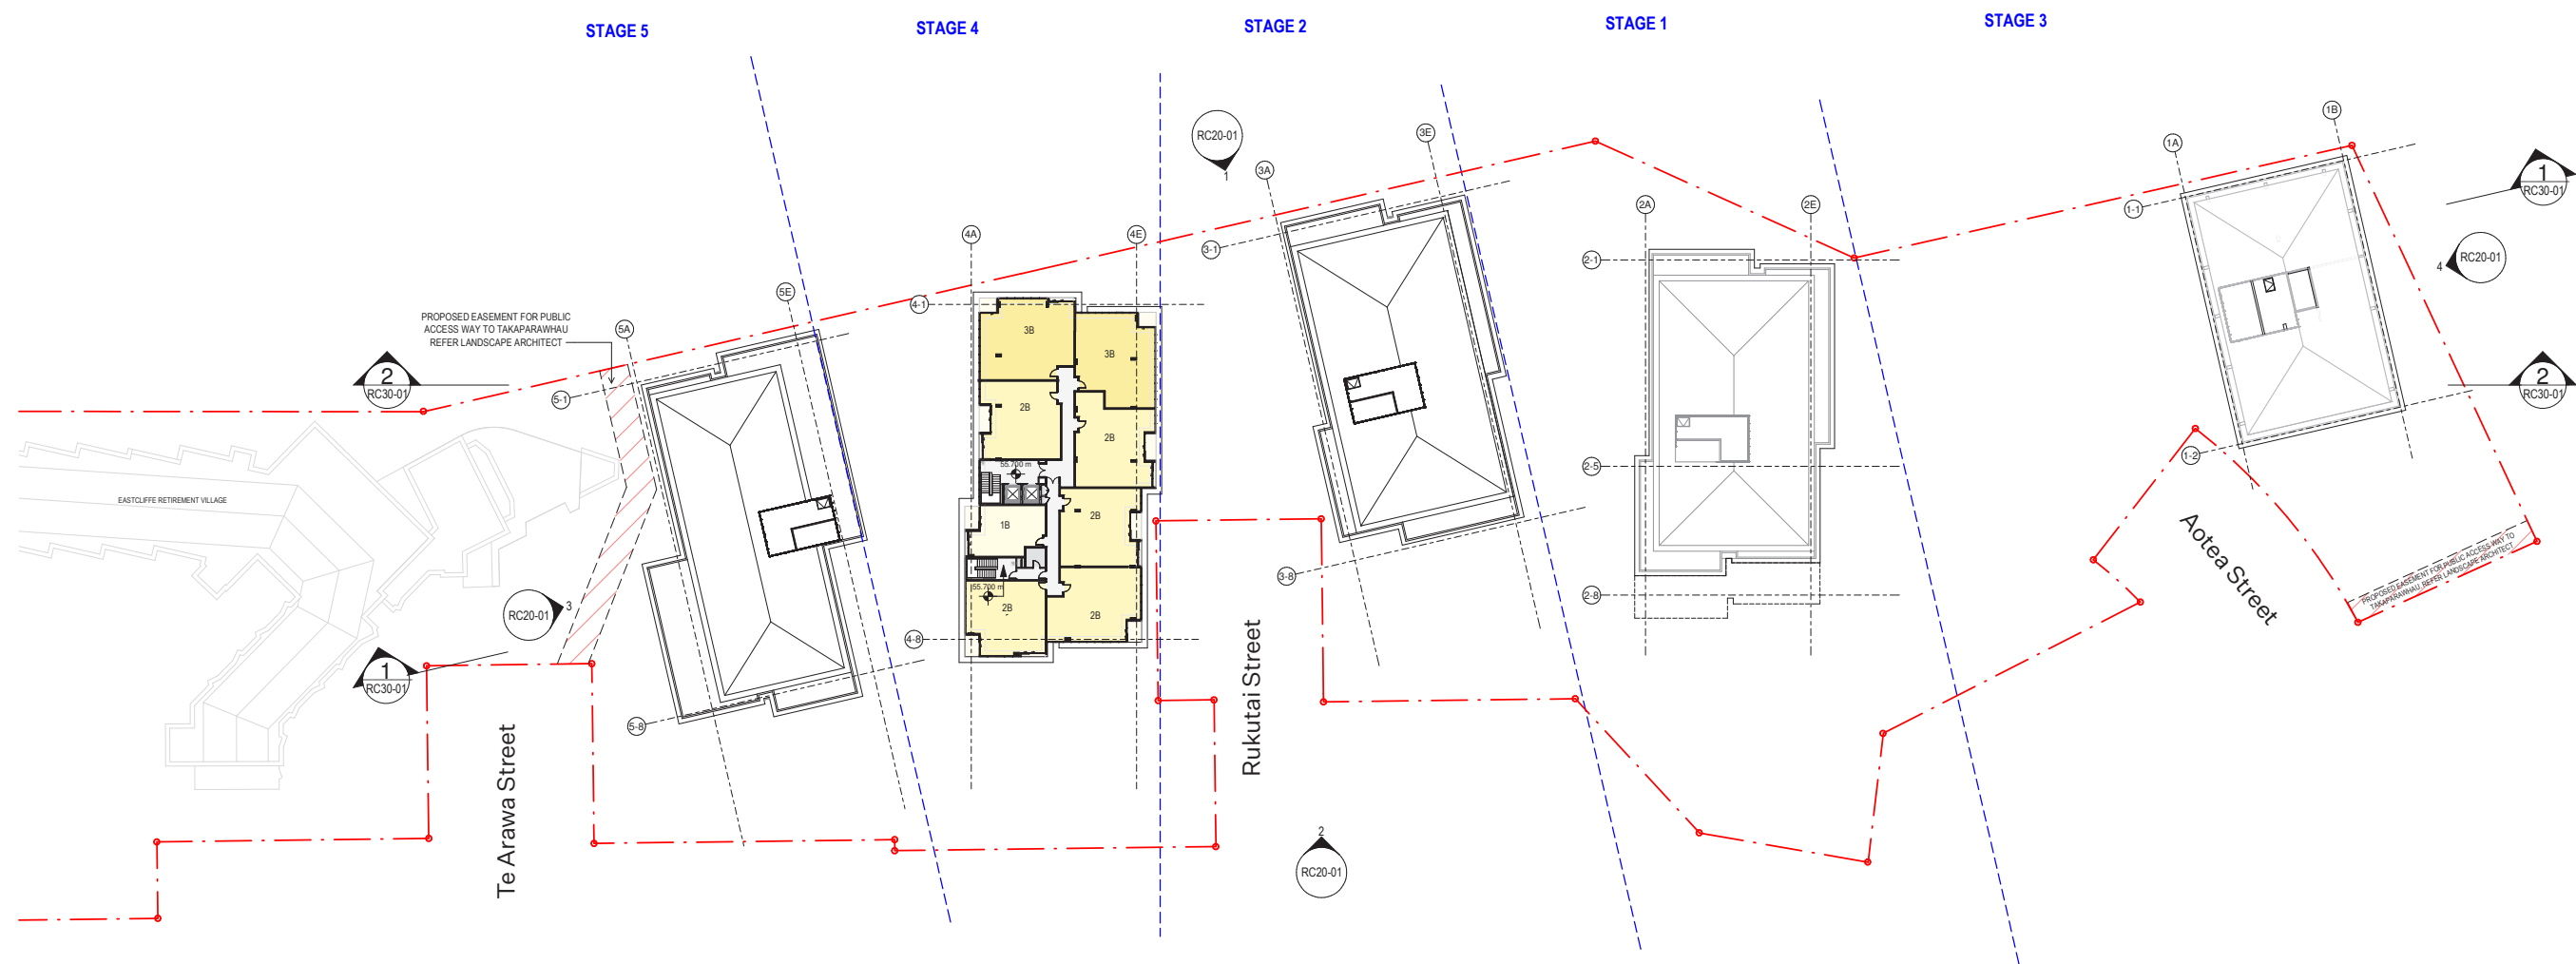 STAGE 5
STAGE 4
STAGE 2
STAGE 1
STAGE 3
RC20-01
1
3A
3E
2A
2E
1A
1B
1
RC30-01
1-1
RC20-01
4
2
RC30-01
1-2
4A
4E
3-1
2-1
5E
4-1
PROPOSED EASEMENT FOR PUBLIC
ACCESS WAY TO TAKAPARAWHAU
REFER LANDSCAPE ARCHITECT
5A
2
RC30-01
5-1
3B
3B
2B
2B
55.700 m
2-5
EASTCLIFFE RETIREMENT VILLAGE
1B
2B
3-8
2-8
55.700 m
2B
2B
RC20-01
3
4-8
1
RC30-01
5-8
Te Arawa Street
Rukutai Street
Aotea Street
PROPOSED EASEMENT FOR PUBLIC ACCESS WAY TO
TAKAPARAWHAU, REFER LANDSCAPE ARCHITECT
2
RC20-01